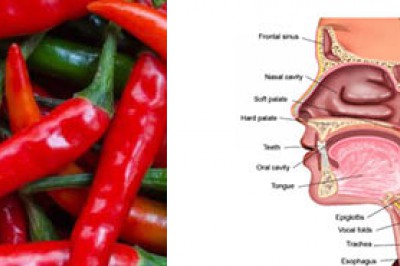 Frontal sinus
Nasal cavity
Soft palate
Hard palate
Teeth
Oral cavity
Tongue
Epiglottis
Vocal folds
Trachea
Esophagus